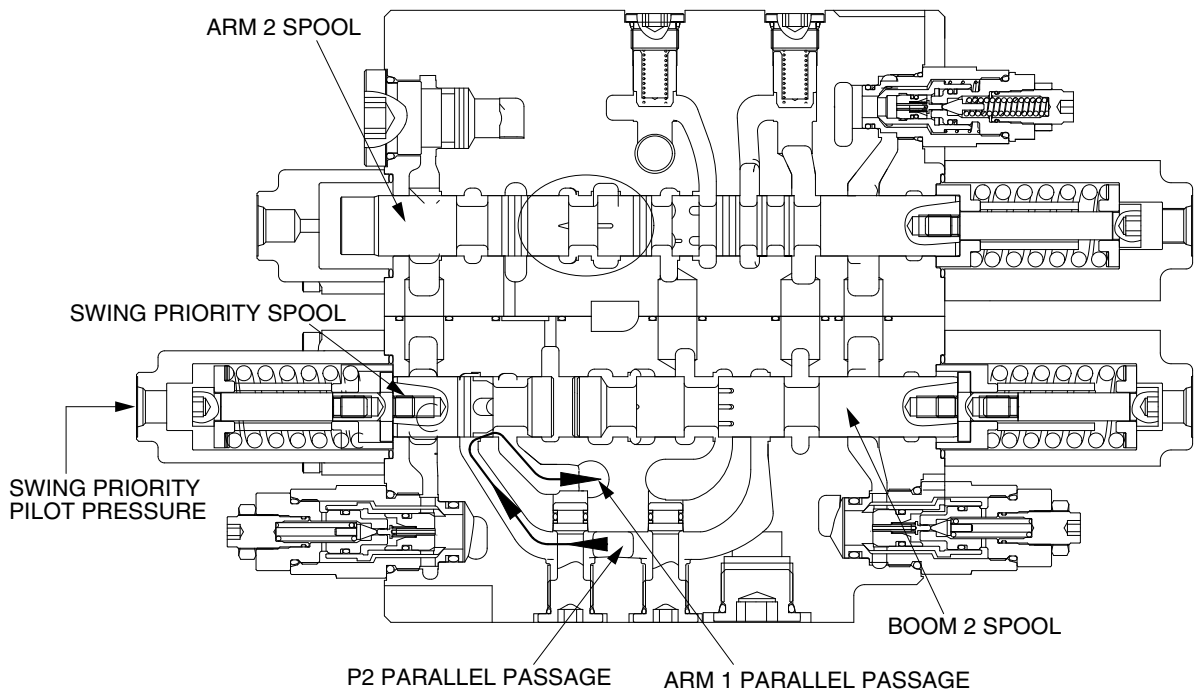 ARM 2 SPOOL
SWING PRIORITY SPOOL
SWING PRIORITY
PILOT PRESSURE
BOOM 2 SPOOL
P2 PARALLEL PASSAGE
ARM 1 PARALLEL PASSAGE